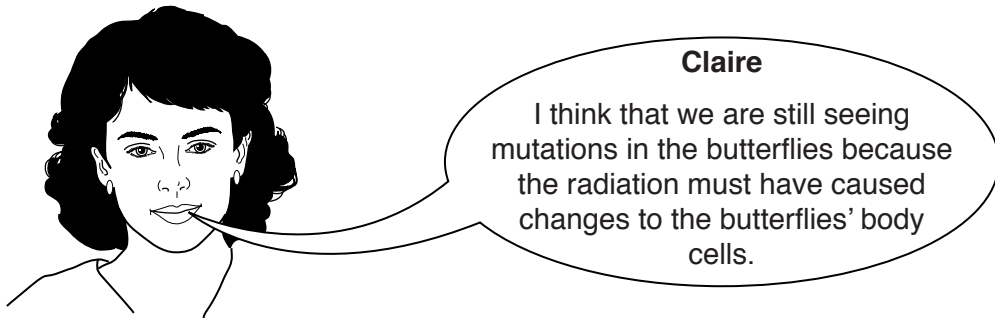 Claire
I think that we are still seeing
mutations in the butterflies because
the radiation must have caused
changes to the butterflies’ body
cells.